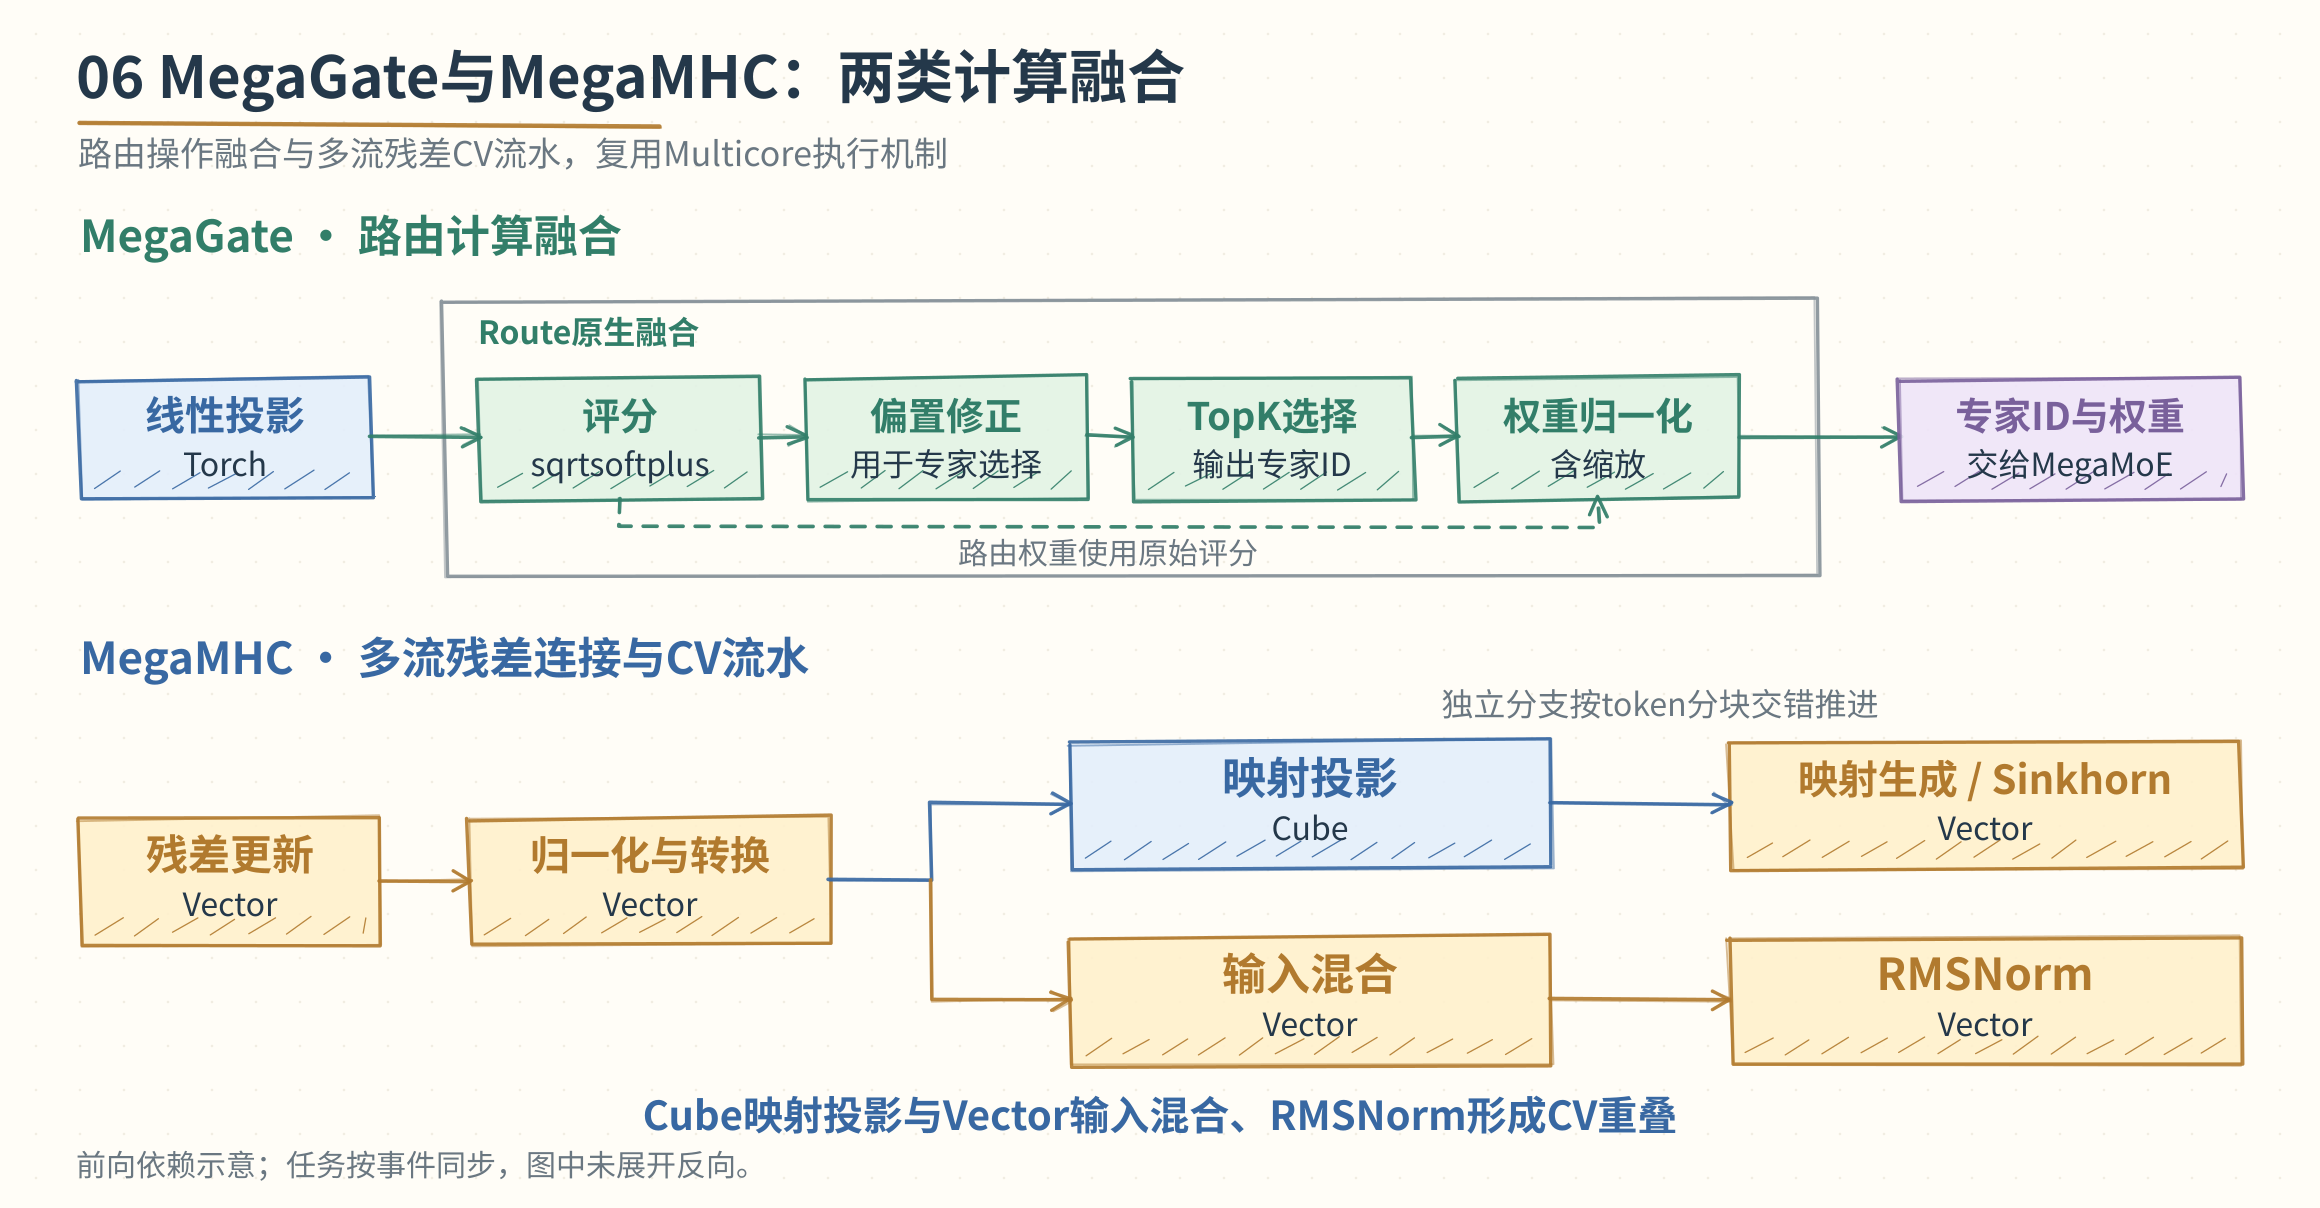 06 MegaGate与MegaMHC：两类计算融合
路由操作融合与多流残差CV流水，复用Multicore执行机制
MegaGate · 路由计算融合
Route原生融合
线性投影
Torch
评分
sqrtsoftplus
偏置修正
用于专家选择
TopK选择
输出专家ID
权重归一化
含缩放
专家ID与权重
交给MegaMoE
路由权重使用原始评分
MegaMHC · 多流残差连接与CV流水
独立分支按token分块交错推进
残差更新
Vector
归一化与转换
Vector
映射投影
Cube
映射生成 / Sinkhorn
Vector
输入混合
Vector
RMSNorm
Vector
Cube映射投影与Vector输入混合、RMSNorm形成CV重叠
前向依赖示意；任务按事件同步，图中未展开反向。